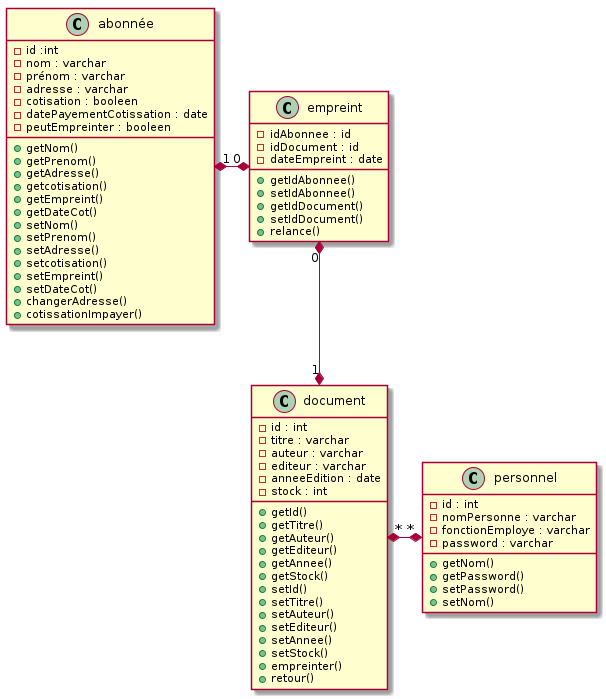 C abonnée
id :int
nom : varchar
prénom : varchar
adresse : varchar
cotisation : booleen
datePayementCotissation : date
peutEmpreinter : booleen
getNom()
getPrenom()
getAdresse()
getcotisation()
getEmpreint()
getDateCot()
setNom()
setPrenom()
setAdresse()
setcotisation()
setEmpreint()
setDateCot()
changerAdresse()
cotissationImpayer()
1 0
C empreint
idAbonnee : id
idDocument : id
dateEmpreint : date
getIdAbonnee()
setIdAbonnee()
getIdDocument()
setIdDocument()
relance()
0
1
C document
id : int
titre : varchar
auteur : varchar
editeur : varchar
anneeEdition : date
stock : int
getId()
getTitre()
getAuteur()
getEditeur()
getAnnee()
getStock()
setId()
setTitre()
setAuteur()
setEditeur()
setAnnee()
setStock()
empreinter()
retour()
* *
C personnel
id : int
nomPersonne : varchar
fonctionEmploye : varchar
password : varchar
getNom()
getPassword()
setPassword()
setNom()